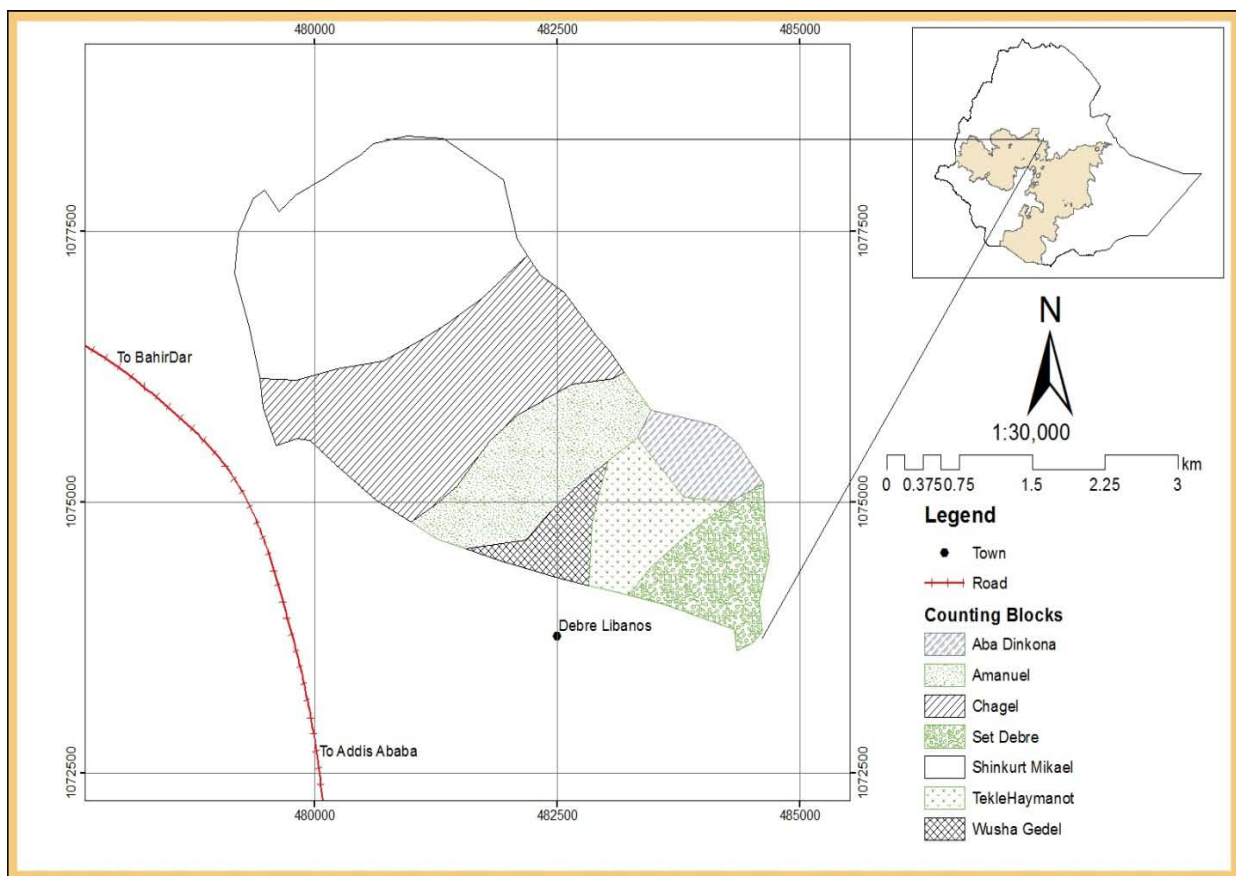 480000 482500 485000
1077500 1077500
N
To BahirDar
1:30,000
km
0 0.375 0.75 1.5 2.25 3
1075000 1075000
Legend
Town
Road
Debre Libanos
Counting Blocks
Aba Dinkona
Amanuel
Chagel
Set Debre
To Addis Ababa
Shinkurt Mikael
1072500 1072500
TekleHaymanot
480000 482500 485000
Wusha Gedel